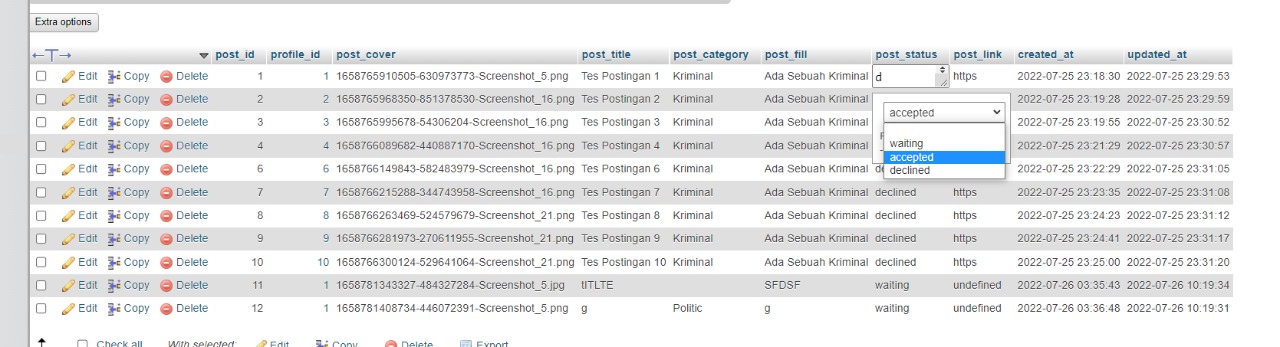 Extra options
←T→ post_id profile_id post_cover post_title post_category post_fill post_status post_link created_at updated_at
Edit Copy Delete 1 1 1658765910505-630973773-Screenshot_5.png Tes Postingan 1 Kriminal Ada Sebuah Kriminal d https 2022-07-25 23:18:30 2022-07-25 23:29:53
Edit Copy Delete 2 2 1658765968350-851378530-Screenshot_16.png Tes Postingan 2 Kriminal Ada Sebuah Kriminal 2022-07-25 23:19:28 2022-07-25 23:29:59
accepted
Edit Copy Delete 3 3 1658765995678-54306204-Screenshot_16.png Tes Postingan 3 Kriminal Ada Sebuah Kriminal 2022-07-25 23:19:55 2022-07-25 23:30:52
waiting
Edit Copy Delete 4 4 1658766089682-440887170-Screenshot_16.png Tes Postingan 4 Kriminal Ada Sebuah Kriminal 2022-07-25 23:21:29 2022-07-25 23:30:57
accepted
declined
Edit Copy Delete 6 6 1658766149843-582483979-Screenshot_16.png Tes Postingan 6 Kriminal Ada Sebuah Kriminal 2022-07-25 23:22:29 2022-07-25 23:31:05
Edit Copy Delete 7 7 1658766215288-344743958-Screenshot_16.png Tes Postingan 7 Kriminal Ada Sebuah Kriminal declined https 2022-07-25 23:23:35 2022-07-25 23:31:08
Edit Copy Delete 8 8 1658766263469-524579679-Screenshot_21.png Tes Postingan 8 Kriminal Ada Sebuah Kriminal declined https 2022-07-25 23:24:23 2022-07-25 23:31:12
Edit Copy Delete 9 9 1658766281973-270611955-Screenshot_21.png Tes Postingan 9 Kriminal Ada Sebuah Kriminal declined https 2022-07-25 23:24:41 2022-07-25 23:31:17
Edit Copy Delete 10 10 1658766300124-529641064-Screenshot_21.png Tes Postingan 10 Kriminal Ada Sebuah Kriminal declined https 2022-07-25 23:25:00 2022-07-25 23:31:20
Edit Copy Delete 11 1 1658781343327-484327284-Screenshot_5.jpg tITLTE SFDSF waiting undefined 2022-07-26 03:35:43 2022-07-26 10:19:34
Edit Copy Delete 12 1 1658781408734-446072391-Screenshot_5.png g Politic g waiting undefined 2022-07-26 03:36:48 2022-07-26 10:19:31
Check all With selected: Edit Copy Delete Export